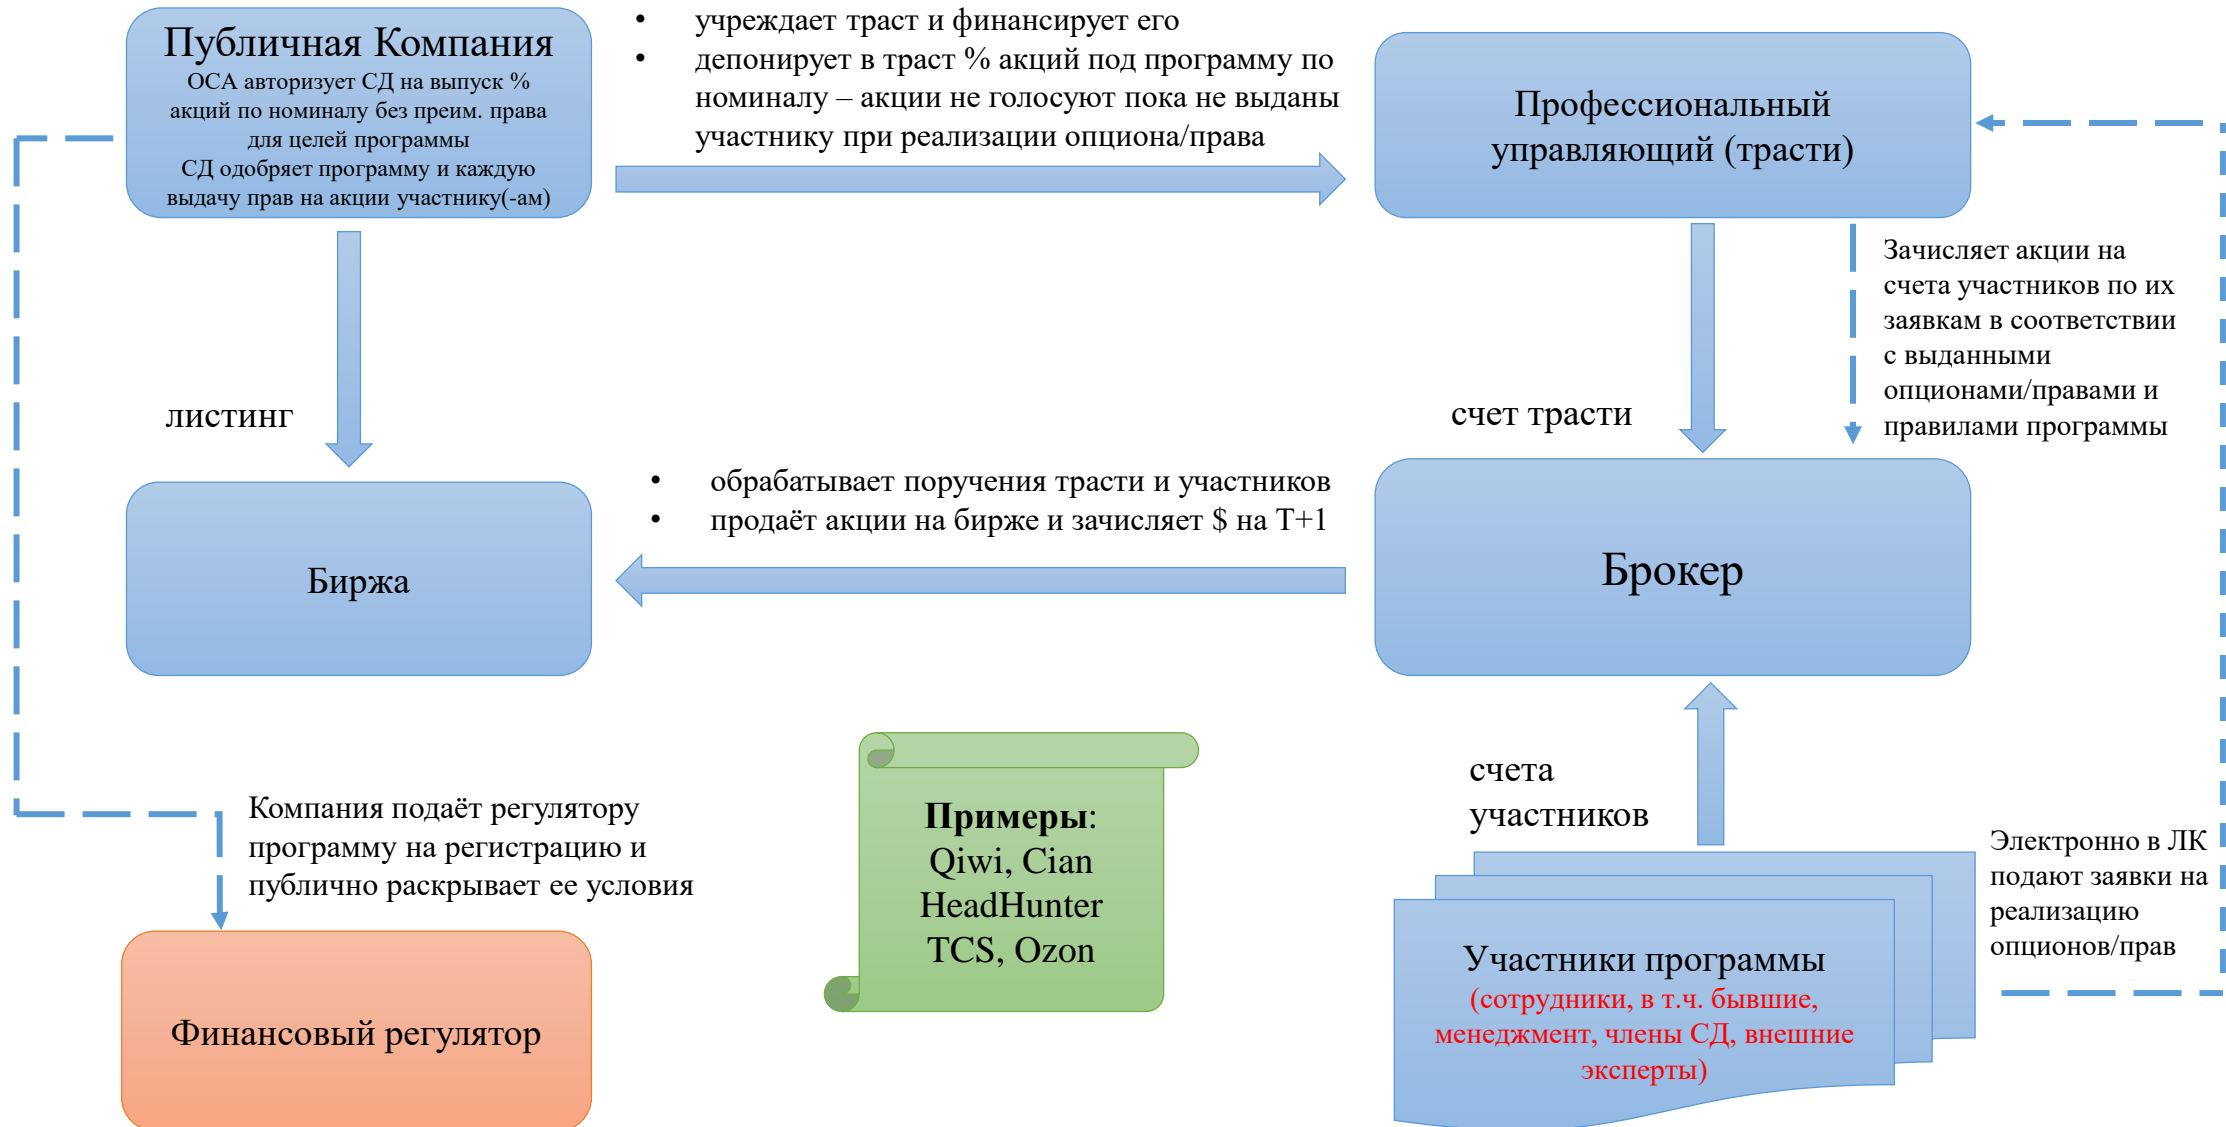 Публичная Компания
ОСА авторизует СД на выпуск %
акций по номиналу без преим. права
для целей программы
СД одобряет программу и каждую
выдачу прав на акции участнику(-ам)
• учреждает траст и финансирует его
• депонирует в траст % акций под программу по
номиналу – акции не голосуют пока не выданы
участнику при реализации опциона/права
Профессиональный
управляющий (трасти)
Зачисляет акции на
счета участников по их
заявкам в соответствии
с выданными
опционами/правами и
правилами программы
листинг
счет трасти
• обрабатывает поручения трасти и участников
• продаёт акции на бирже и зачисляет $ на T+1
Биржа
Брокер
счета
участников
Компания подаёт регулятору
программу на регистрацию и
публично раскрывает ее условия
Примеры:
Qiwi, Cian
HeadHunter
TCS, Ozon
Электронно в ЛК
подают заявки на
реализацию
опционов/прав
Финансовый регулятор
Участники программы
(сотрудники, в т.ч. бывшие,
менеджмент, члены СД, внешние
эксперты)